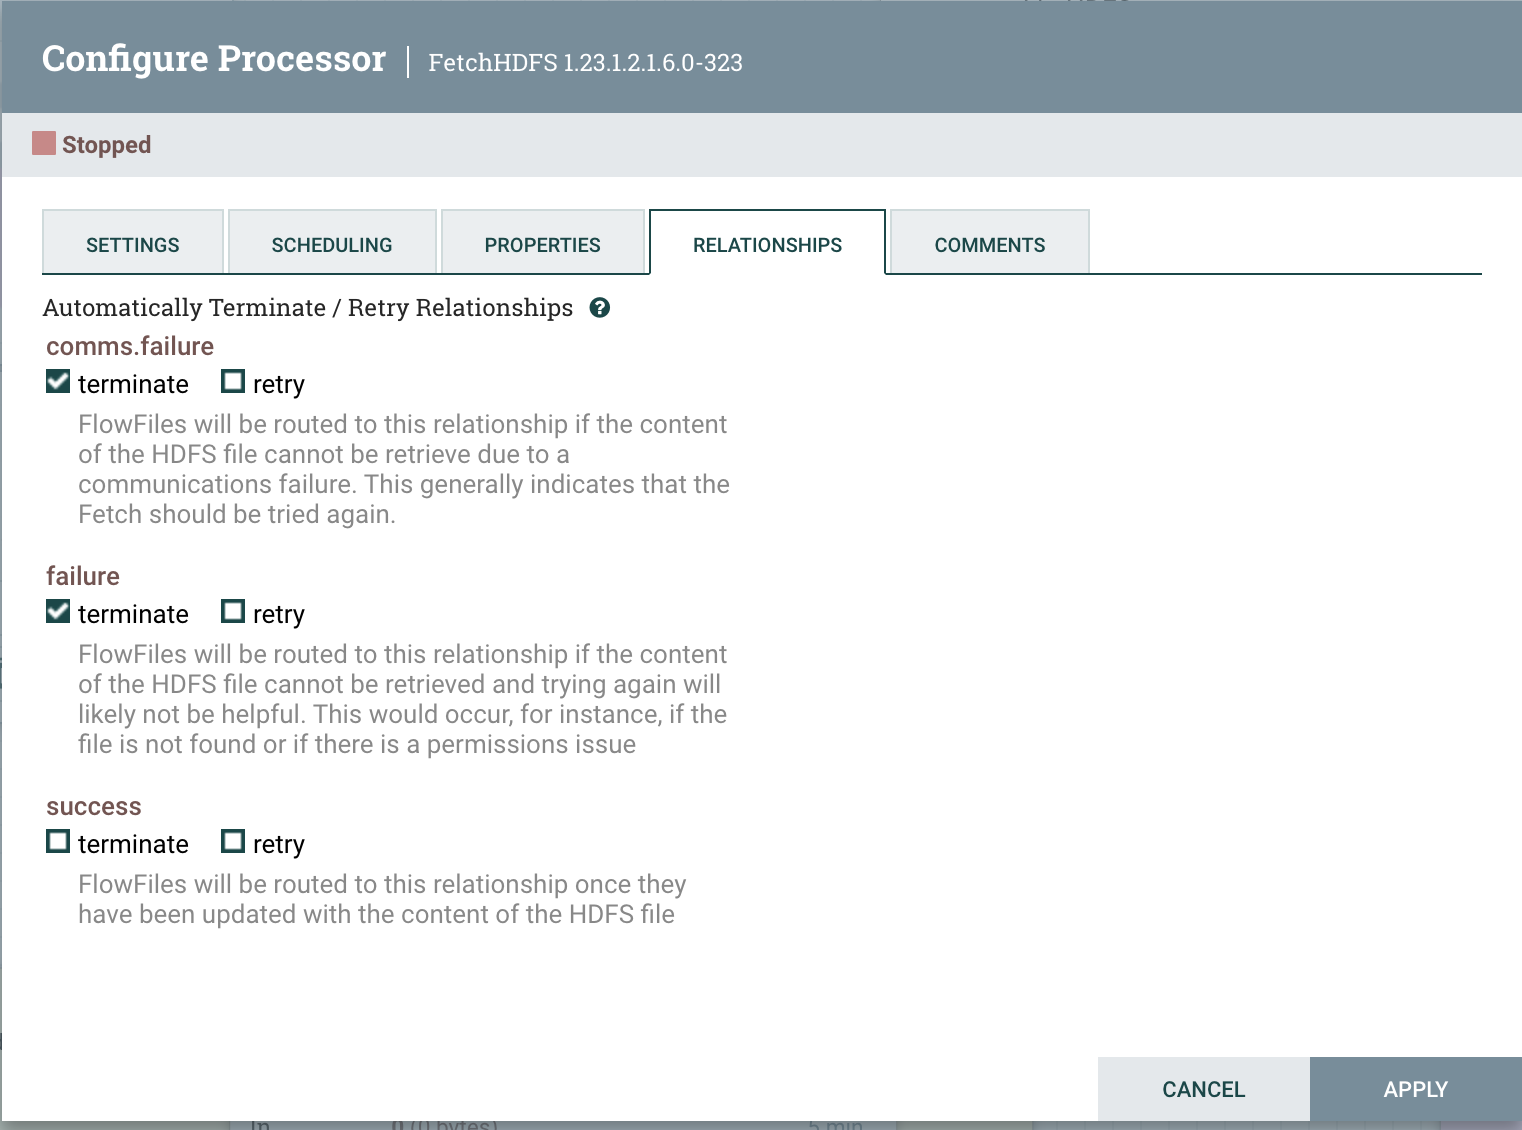 Configure Processor | FetchHDFS 1.23.1.2.1.6.0-323
Stopped
SETTINGS SCHEDULING PROPERTIES RELATIONSHIPS COMMENTS
Automatically Terminate / Retry Relationships ?
comms.failure
terminate retry
FlowFiles will be routed to this relationship if the content
of the HDFS file cannot be retrieve due to a
communications failure. This generally indicates that the
Fetch should be tried again.
failure
terminate retry
FlowFiles will be routed to this relationship if the content
of the HDFS file cannot be retrieved and trying again will
likely not be helpful. This would occur, for instance, if the
file is not found or if there is a permissions issue
success
terminate retry
FlowFiles will be routed to this relationship once they
have been updated with the content of the HDFS file
CANCEL APPLY
In 0 (0 bytes) 5 min